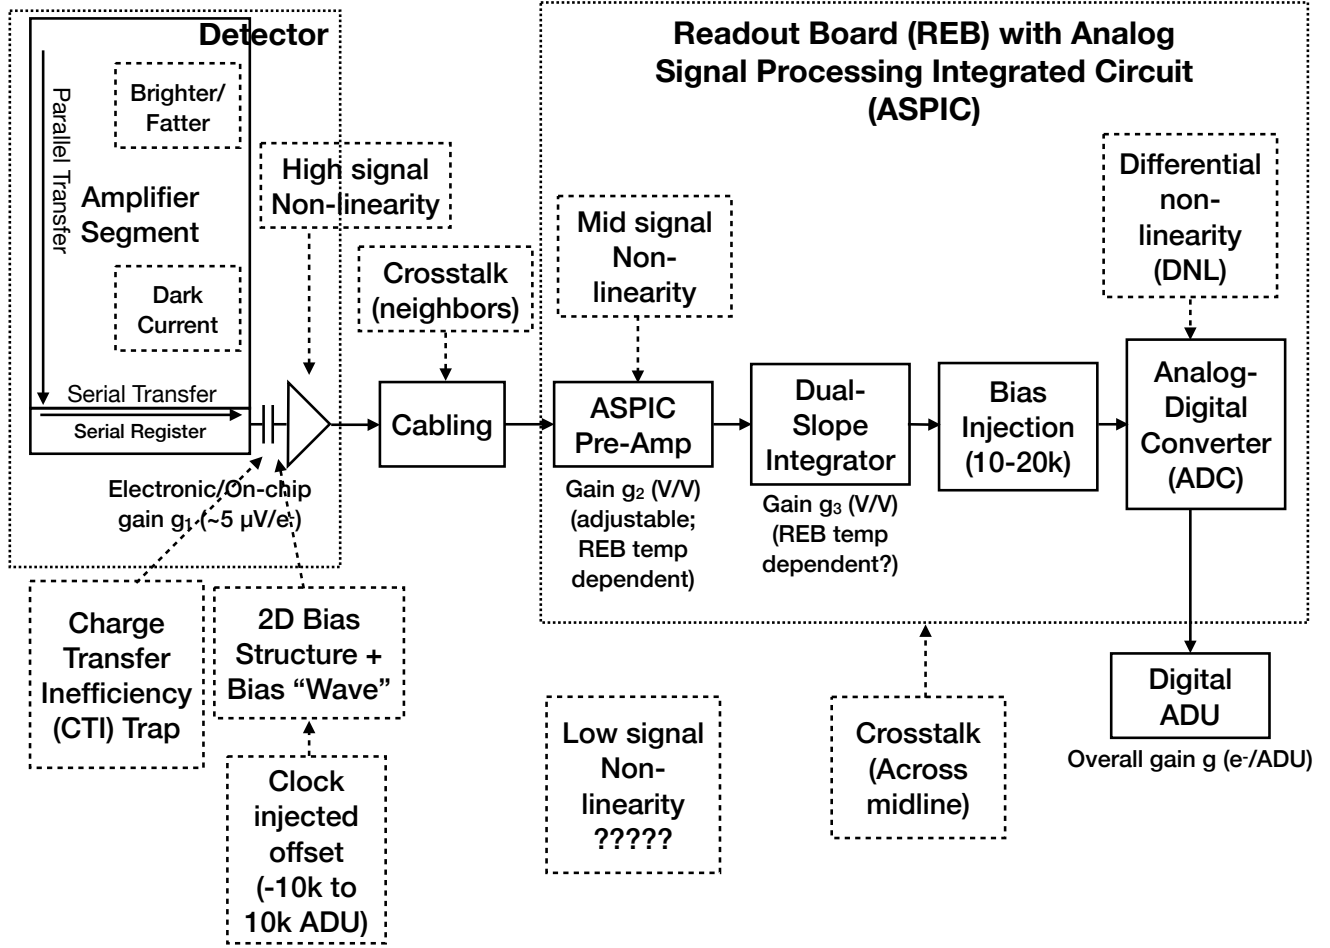 Detector
Brighter/
Fatter
Parallel Transfer
Amplifier
Segment
Dark
Current
Serial Transfer
Serial Register
Electronic/On-chip
gain g₁ (~5 μV/e-)
High signal
Non-linearity
Crosstalk
(neighbors)
Cabling
Readout Board (REB) with Analog
Signal Processing Integrated Circuit
(ASPIC)
Mid signal
Non-
linearity
ASPIC
Pre-Amp
Gain g₂ (V/V)
(adjustable;
REB temp
dependent)
Dual-
Slope
Integrator
Gain g₃ (V/V)
(REB temp
dependent?)
Bias
Injection
(10-20k)
Differential
non-
linearity
(DNL)
Analog-
Digital
Converter
(ADC)
Charge
Transfer
Inefficiency
(CTI) Trap
2D Bias
Structure +
Bias “Wave”
Clock
injected
offset
(-10k to
10k ADU)
Low signal
Non-
linearity
?????
Crosstalk
(Across
midline)
Digital
ADU
Overall gain g (e-/ADU)